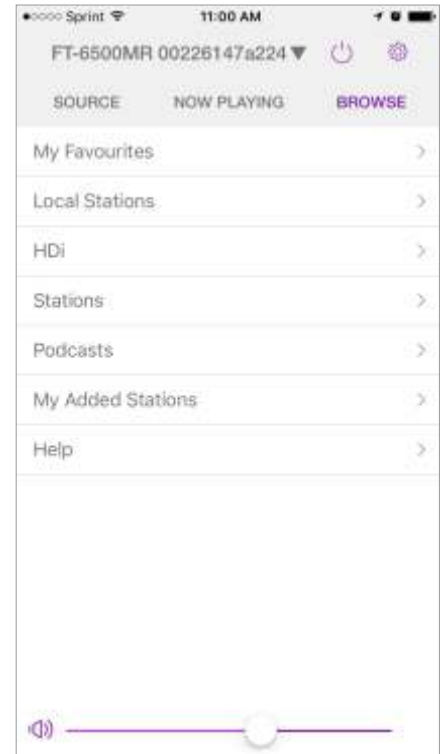 Sprint 11:00 AM
FT-6500MR 00226147a224▼
SOURCE NOW PLAYING BROWSE
My Favourites
Local Stations
HDi
Stations
Podcasts
My Added Stations
Help